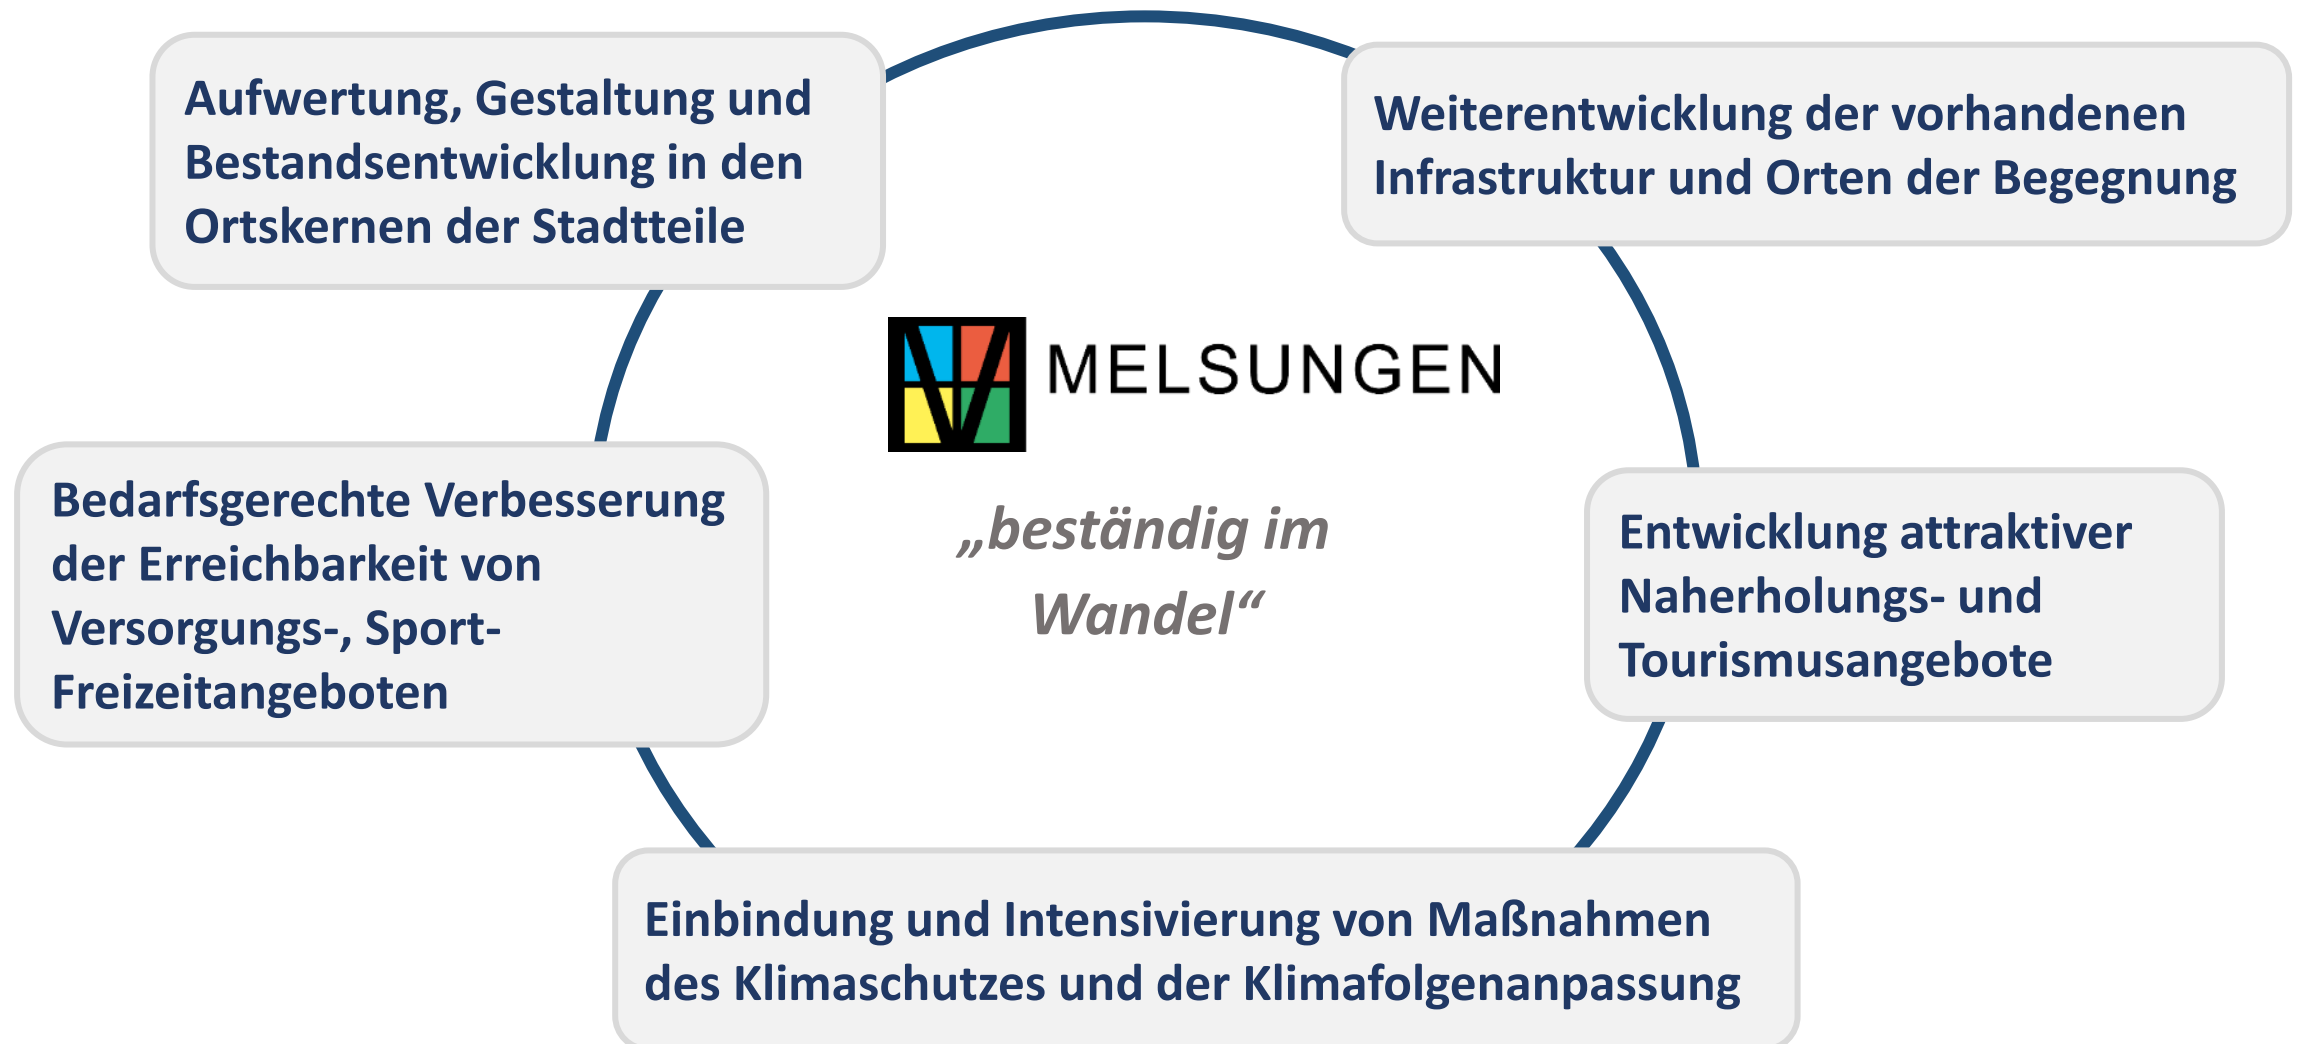 Aufwertung, Gestaltung und
Bestandsentwicklung in den
Ortskernen der Stadtteile
Weiterentwicklung der vorhandenen
Infrastruktur und Orten der Begegnung
MELSUNGEN
„beständig im
Wandel“
Bedarfsgerechte Verbesserung
der Erreichbarkeit von
Versorgungs-, Sport-
Freizeitangeboten
Entwicklung attraktiver
Naherholungs- und
Tourismusangebote
Einbindung und Intensivierung von Maßnahmen
des Klimaschutzes und der Klimafolgenanpassung